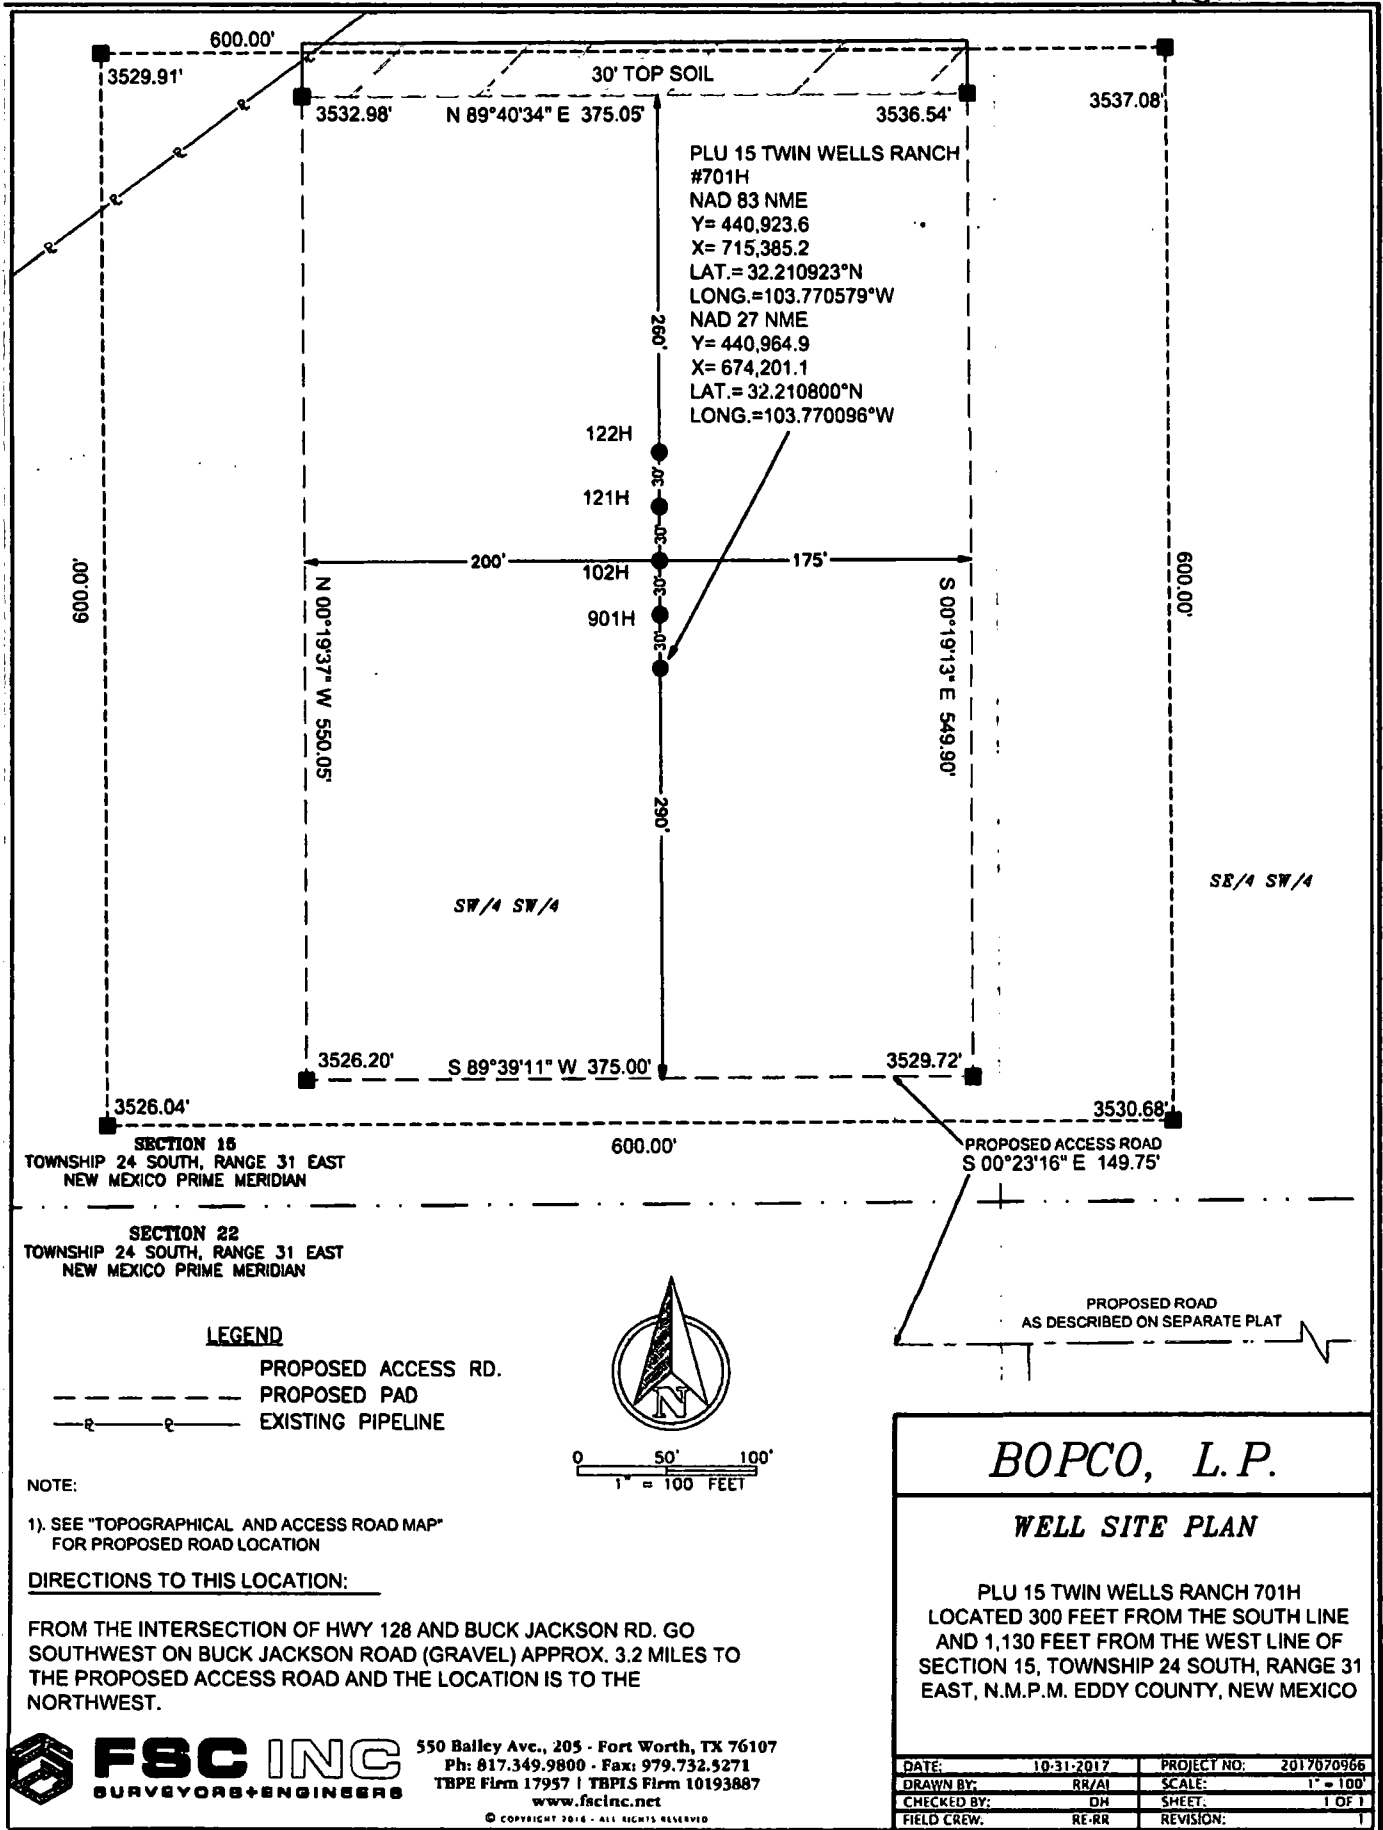 600.00'
3529.91'
30' TOP SOIL
3537.08'
3532.98'
N 89°40'34" E 375.05'
3536.54'
PLU 15 TWIN WELLS RANCH
#701H
NAD 83 NME
Y= 440,923.6
X= 715,385.2
LAT.= 32.210923°N
LONG.=103.770579°W
NAD 27 NME
Y= 440,964.9
X= 674,201.1
LAT.= 32.210800°N
LONG.=103.770096°W
260'
122H
30'
121H
30'
200'
175'
102H
30'
901H
30'
600.00'
N 00°19'37" W 550.05'
S 00°19'13" E 549.90'
600.00'
290'
SW/4 SW/4
SE/4 SW/4
3526.20'
S 89°39'11" W 375.00'
3529.72'
3526.04'
3530.68'
600.00'
SECTION 15
TOWNSHIP 24 SOUTH, RANGE 31 EAST
NEW MEXICO PRIME MERIDIAN
PROPOSED ACCESS ROAD
S 00°23'16" E 149.75'
SECTION 22
TOWNSHIP 24 SOUTH, RANGE 31 EAST
NEW MEXICO PRIME MERIDIAN
PROPOSED ROAD
AS DESCRIBED ON SEPARATE PLAT
LEGEND
PROPOSED ACCESS RD.
PROPOSED PAD
EXISTING PIPELINE
N
0 50' 100'
1" = 100 FEET
NOTE:
1). SEE "TOPOGRAPHICAL AND ACCESS ROAD MAP"
FOR PROPOSED ROAD LOCATION
DIRECTIONS TO THIS LOCATION:
FROM THE INTERSECTION OF HWY 128 AND BUCK JACKSON RD. GO
SOUTHWEST ON BUCK JACKSON ROAD (GRAVEL) APPROX. 3.2 MILES TO
THE PROPOSED ACCESS ROAD AND THE LOCATION IS TO THE
NORTHWEST.
FSC INC
SURVEYORS+ENGINEERS
550 Bailey Ave., 205 - Fort Worth, TX 76107
Ph: 817.349.9800 - Fax: 979.732.5271
TBPE Firm 17957 | TBPLS Firm 10193887
www.fscinc.net
© COPYRIGHT 2016 - ALL RIGHTS RESERVED
BOPCO, L.P.
WELL SITE PLAN
PLU 15 TWIN WELLS RANCH 701H
LOCATED 300 FEET FROM THE SOUTH LINE
AND 1,130 FEET FROM THE WEST LINE OF
SECTION 15, TOWNSHIP 24 SOUTH, RANGE 31
EAST, N.M.P.M. EDDY COUNTY, NEW MEXICO
DATE: 10-31-2017 PROJECT NO: 2017070966
DRAWN BY: RR/AI SCALE: 1" = 100'
CHECKED BY: DH SHEET: 1 OF 1
FIELD CREW: RE-RR REVISION: 1